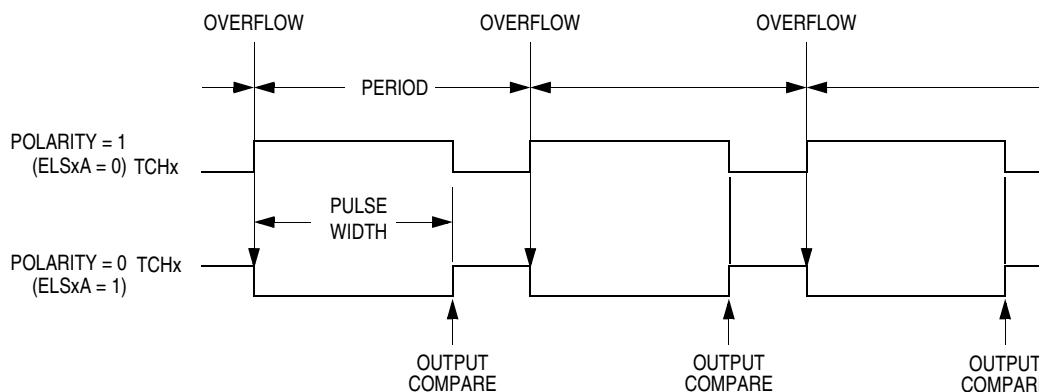 OVERFLOW OVERFLOW OVERFLOW
PERIOD
POLARITY = 1
(ELSxA = 0) TCHx
PULSE
WIDTH
POLARITY = 0 TCHx
(ELSxA = 1)
OUTPUT
COMPARE
OUTPUT
COMPARE
OUTPUT
COMPAR